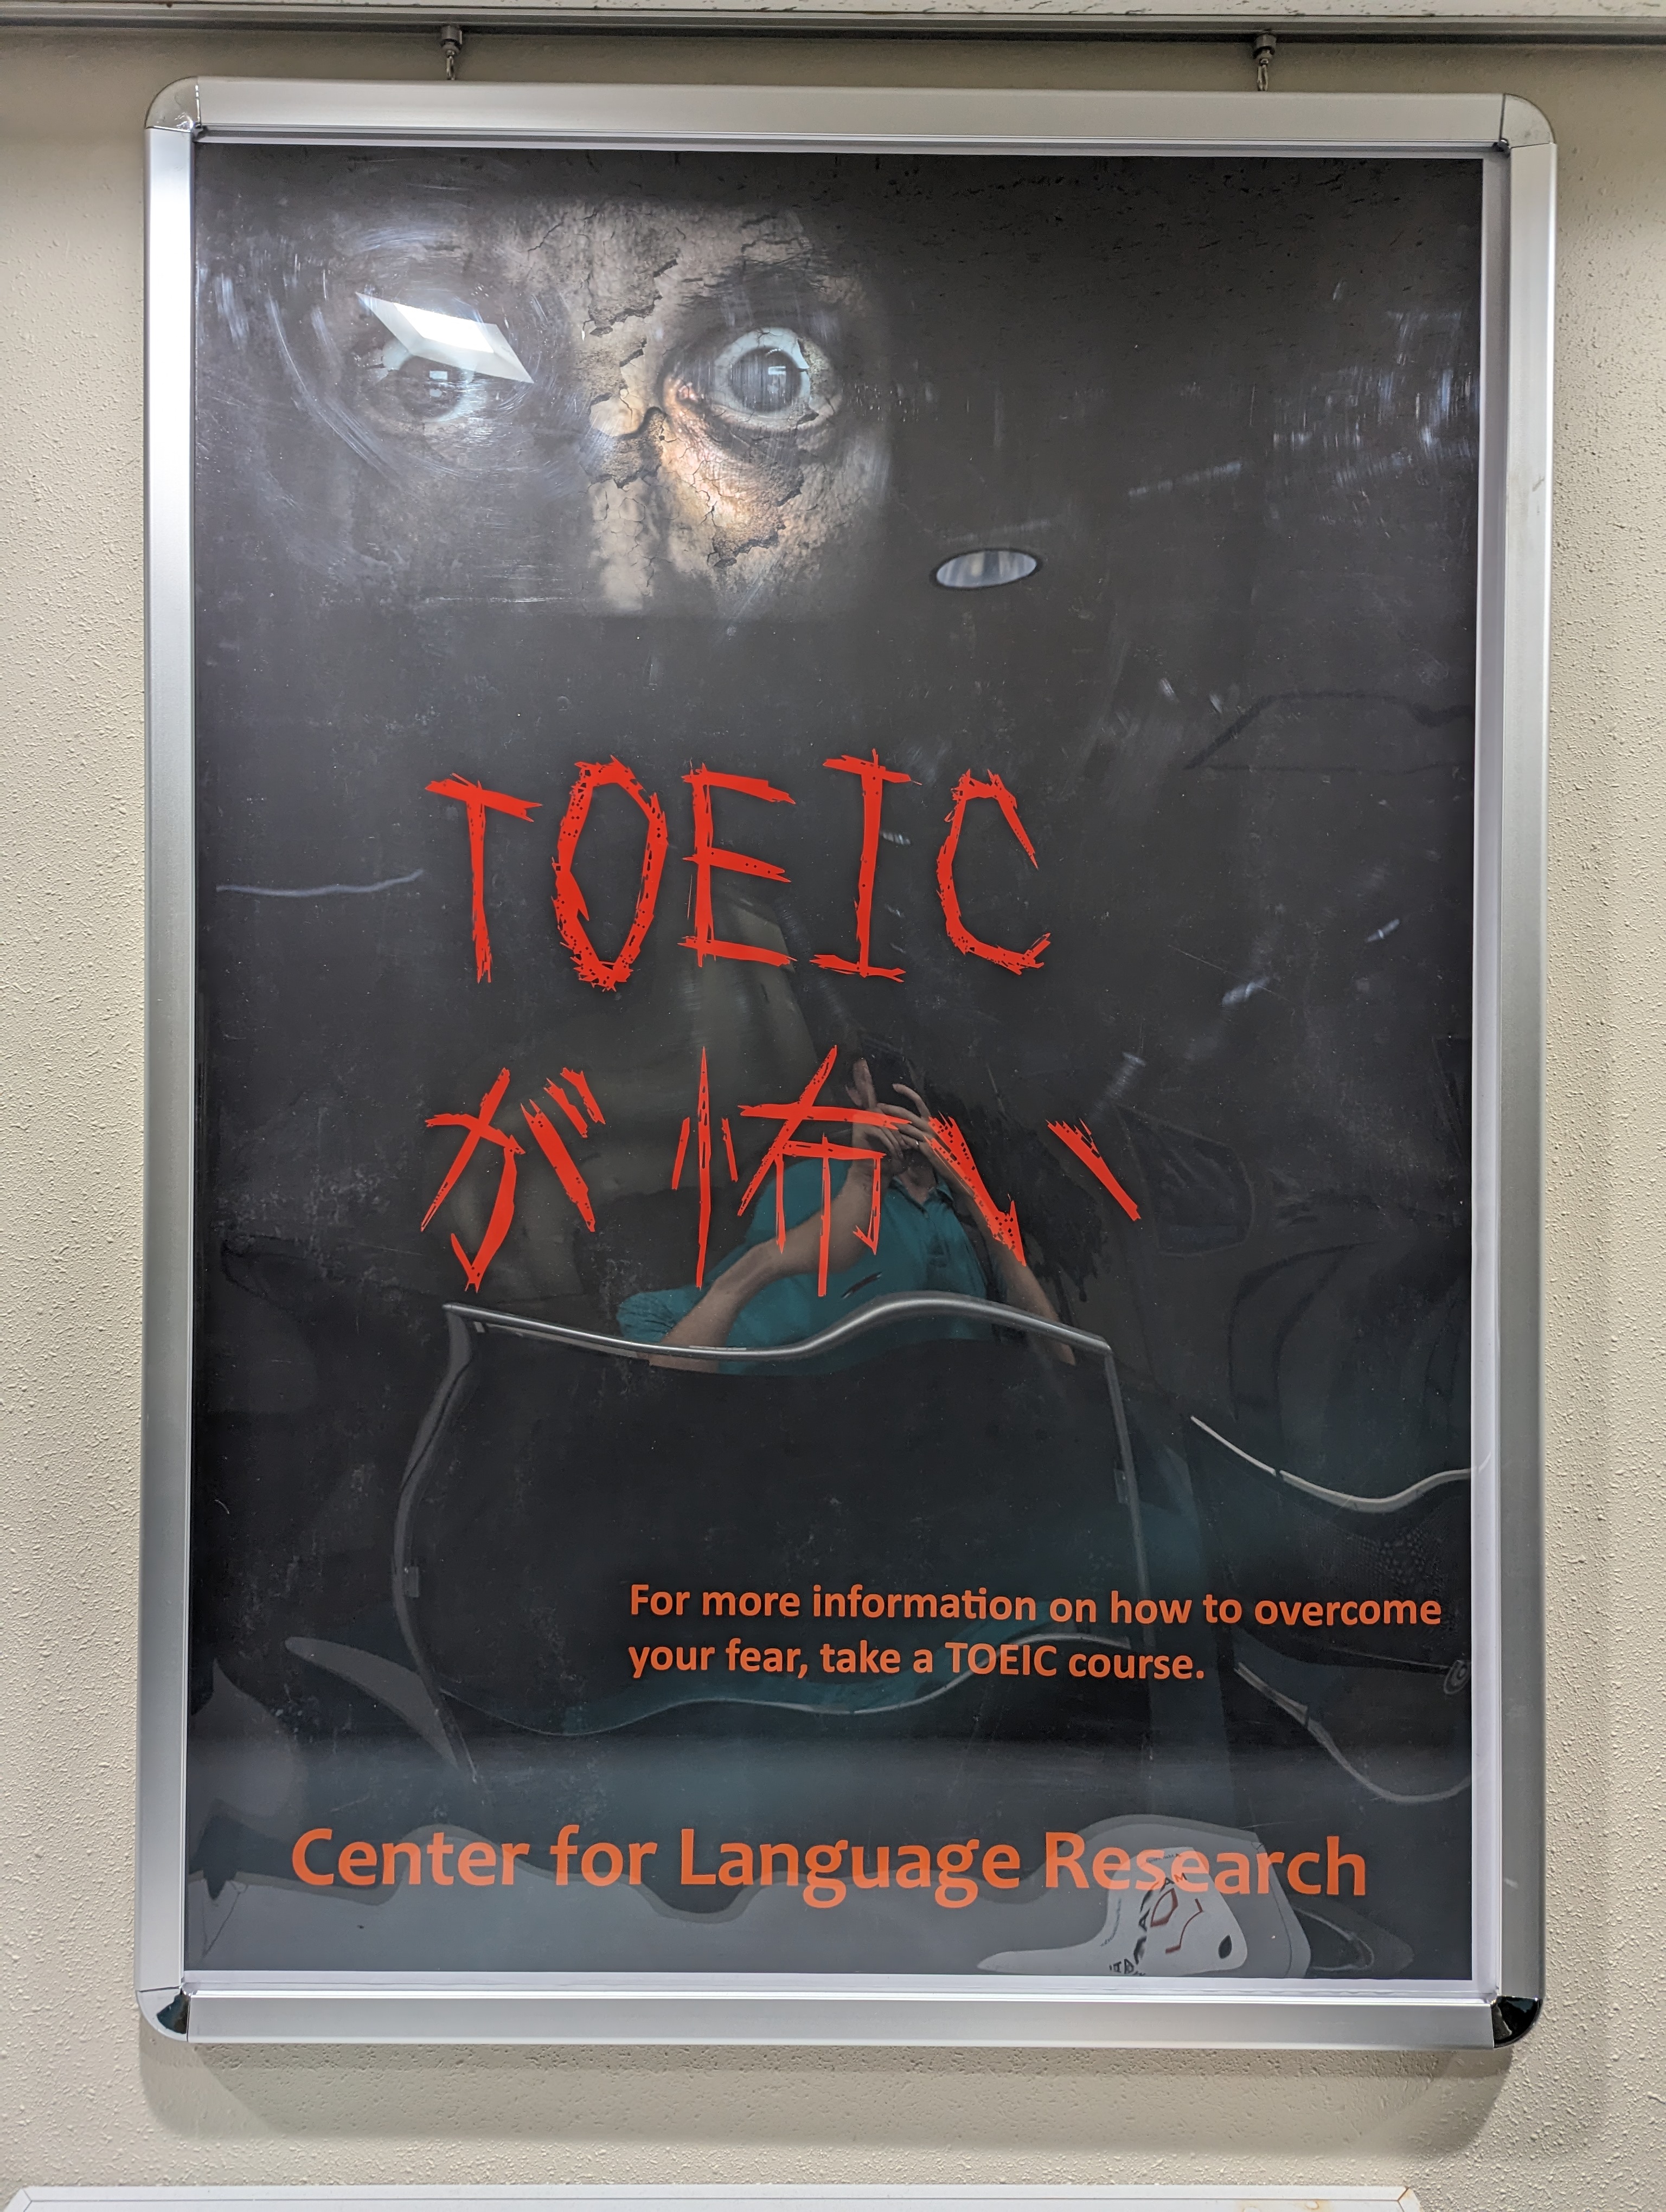 TOEIC
が怖い
For more information on how to overcome
your fear, take a TOEIC course.
Center for Language Research